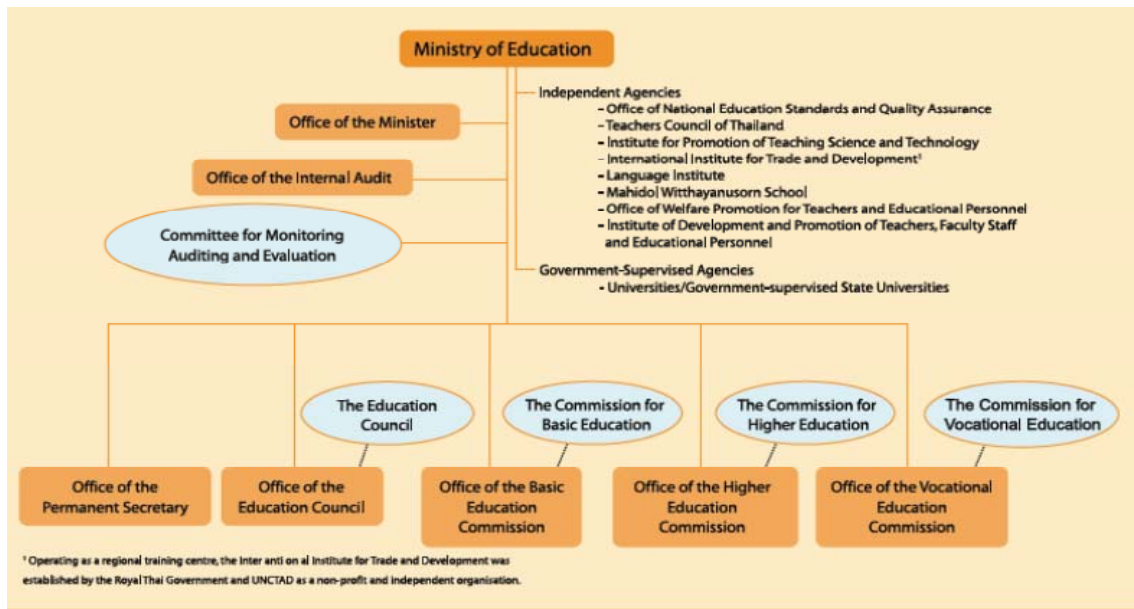 Ministry of Education
Independent Agencies
- Office of National Education Standards and Quality Assurance
- Teachers Council of Thailand
- Institute for Promotion of Teaching Science and Technology
- International Institute for Trade and Development¹
- Language Institute
- Mahidol Witthayanusorn School
- Office of Welfare Promotion for Teachers and Educational Personnel
- Institute of Development and Promotion of Teachers, Faculty Staff
and Educational Personnel
Government-Supervised Agencies
- Universities/Government-supervised State Universities
Office of the Minister
Office of the Internal Audit
Committee for Monitoring
Auditing and Evaluation
The Education
Council
The Commission for
Basic Education
The Commission for
Higher Education
The Commission for
Vocational Education
Office of the
Permanent Secretary
Office of the
Education Council
Office of the Basic
Education
Commission
Office of the Higher
Education
Commission
Office of the Vocational
Education
Commission
¹ Operating as a regional training centre, the Inter anti on al Institute for Trade and Development was
established by the Royal Thai Government and UNCTAD as a non-profit and independent organisation.